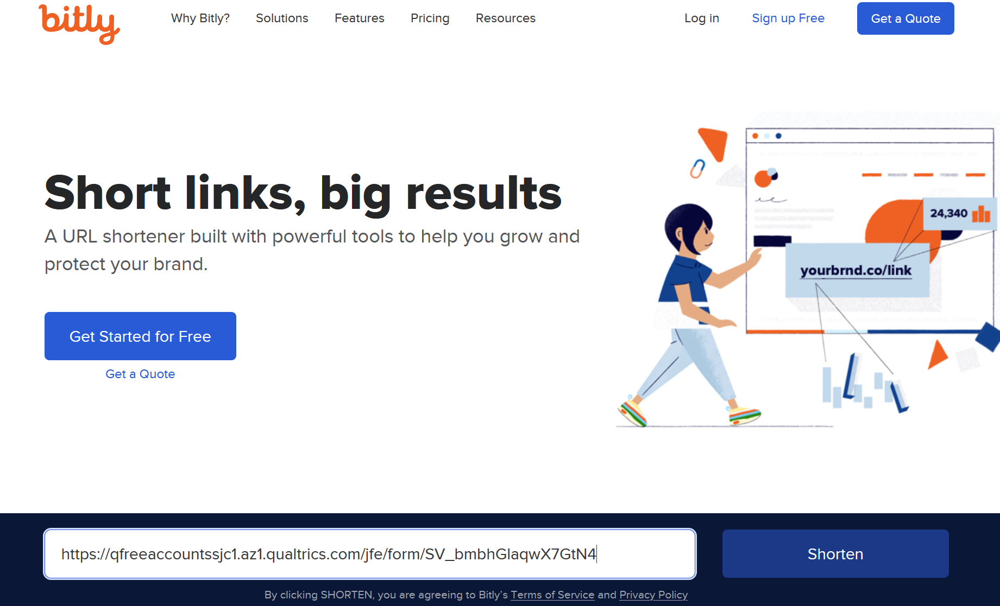 bitly
Why Bitly? Solutions Features Pricing Resources Log in Sign up Free Get a Quote
Short links, big results
A URL shortener built with powerful tools to help you grow and
protect your brand.
Get Started for Free
Get a Quote
24,340
yourbrnd.co/link
https://qfreeaccountssjc1.az1.qualtrics.com/jfe/form/SV_bmbhGlaqwX7GtN4
Shorten
By clicking SHORTEN, you are agreeing to Bitly’s Terms of Service and Privacy Policy